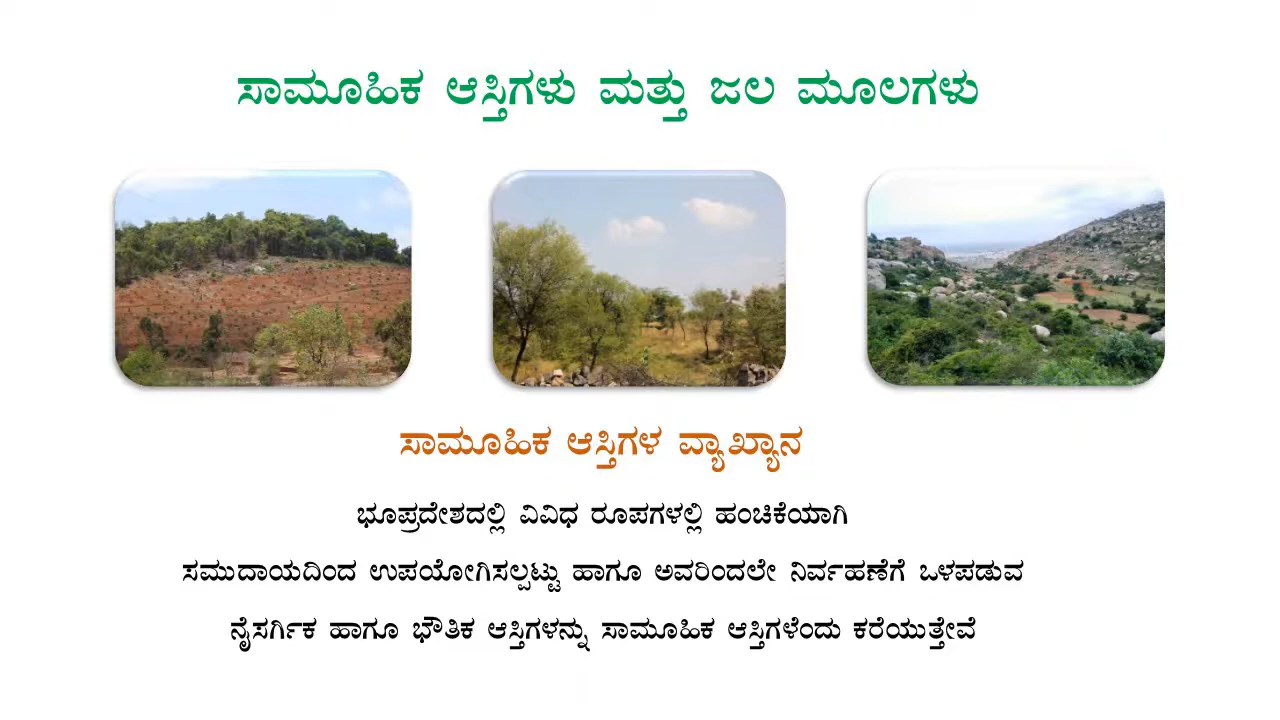 ಸಾಮೂಹಿಕ ಆಸ್ತಿಗಳು ಮತ್ತು ಜಲ ಮೂಲಗಳು
ಸಾಮೂಹಿಕ ಆಸ್ತಿಗಳ ವ್ಯಾಖ್ಯಾನ
ಭೂಪ್ರದೇಶದಲ್ಲಿ ವಿವಿಧ ರೂಪಗಳಲ್ಲಿ ಹಂಚಿಕೆಯಾಗಿ
ಸಮುದಾಯದಿಂದ ಉಪಯೋಗಿಸಲ್ಪಟ್ಟು ಹಾಗೂ ಅವರಿಂದಲೇ ನಿರ್ವಹಣೆಗೆ ಒಳಪಡುವ
ನೈಸರ್ಗಿಕ ಹಾಗೂ ಭೌತಿಕ ಆಸ್ತಿಗಳನ್ನು ಸಾಮೂಹಿಕ ಆಸ್ತಿಗಳೆಂದು ಕರೆಯುತ್ತೇವೆ